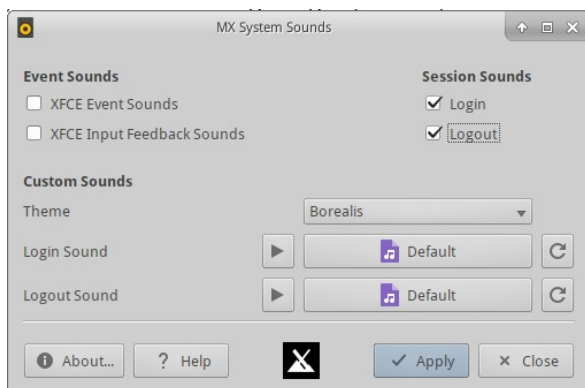 MX System Sounds
Event Sounds
Session Sounds
XFCE Event Sounds
Login
XFCE Input Feedback Sounds
Logout
Custom Sounds
Theme
Borealis
Login Sound
Default
Logout Sound
Default
About...
? Help
Apply
Close